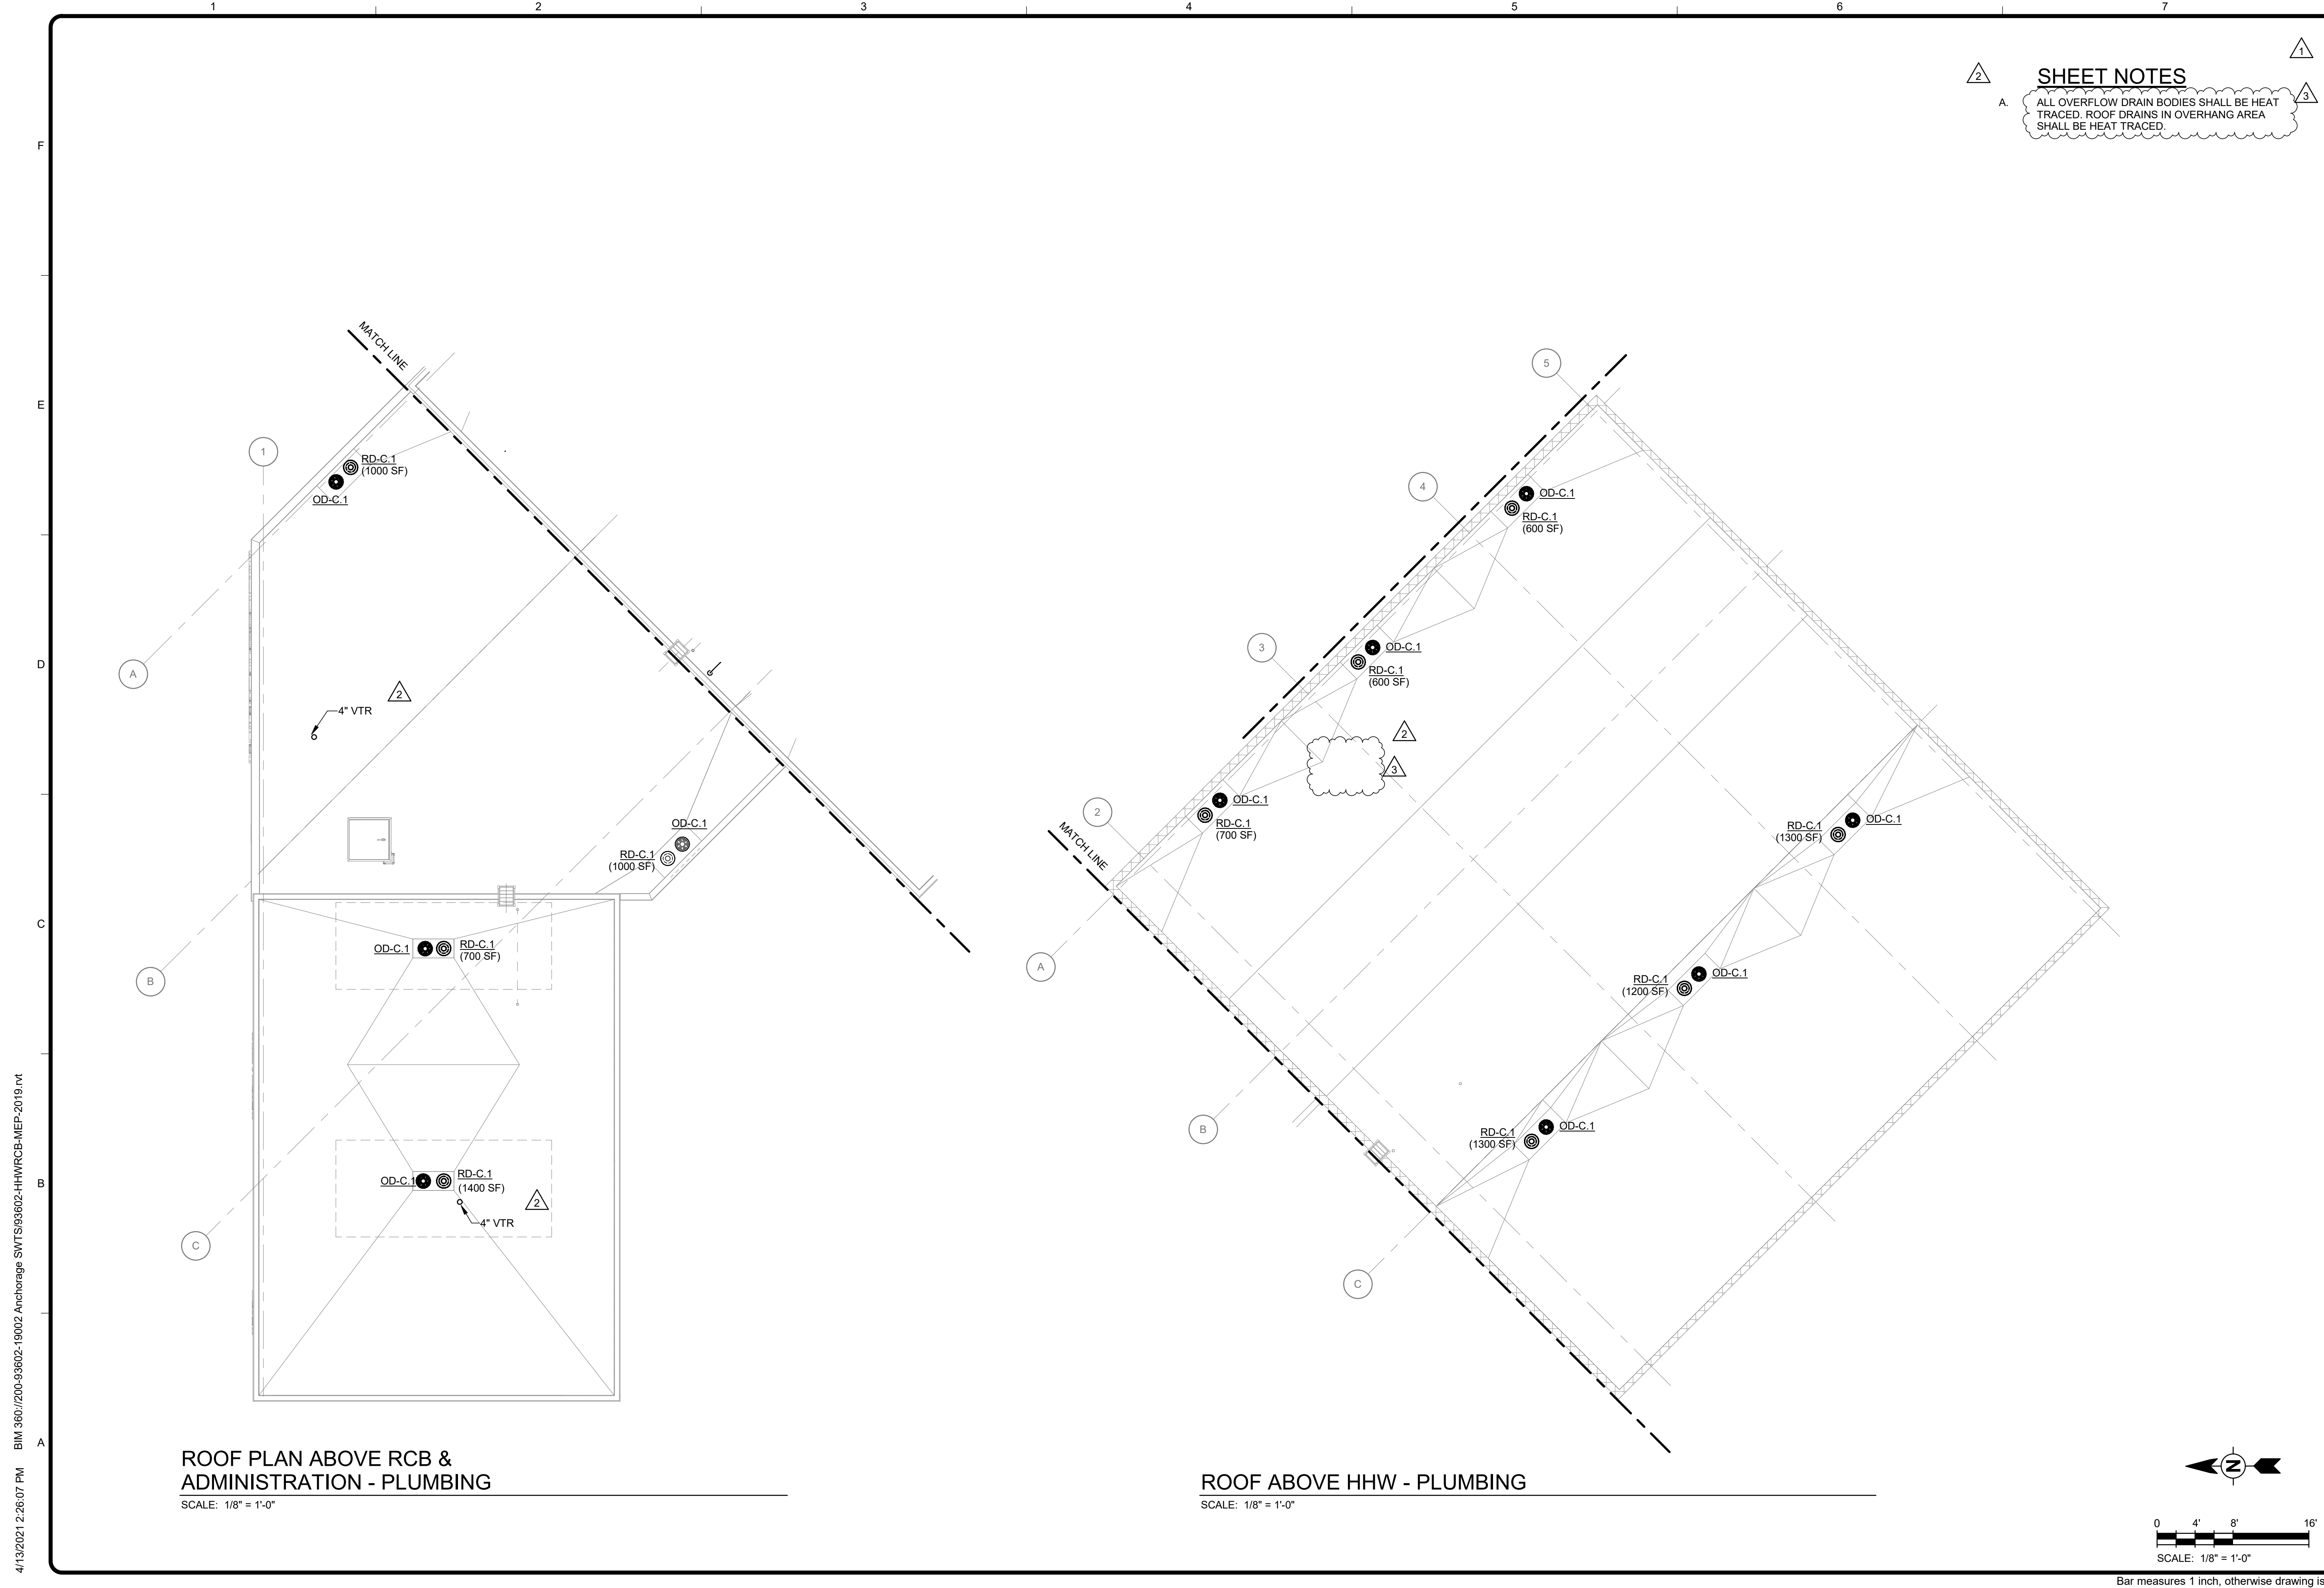 1 2 3 4 5 6 7
F
E
D
C
B
A
1
2
SHEET NOTES
3
A. ALL OVERFLOW DRAIN BODIES SHALL BE HEAT
TRACED. ROOF DRAINS IN OVERHANG AREA
SHALL BE HEAT TRACED.
MATCH LINE
1
RD-C.1
(1000 SF)
OD-C.1
A
2
4" VTR
OD-C.1
RD-C.1
(1000 SF)
OD-C.1
RD-C.1
(700 SF)
B
OD-C.1
RD-C.1
(1400 SF)
2
4" VTR
C
ROOF PLAN ABOVE RCB &
ADMINISTRATION - PLUMBING
SCALE: 1/8" = 1'-0"
5
4
OD-C.1
RD-C.1
(600 SF)
3
OD-C.1
RD-C.1
(600 SF)
2
3
2
OD-C.1
RD-C.1
(700 SF)
MATCH LINE
RD-C.1
(1300 SF)
OD-C.1
A
RD-C.1
(1200 SF)
OD-C.1
B
RD-C.1
(1300 SF)
OD-C.1
C
ROOF ABOVE HHW - PLUMBING
SCALE: 1/8" = 1'-0"
N
0 4' 8' 16'
SCALE: 1/8" = 1'-0"
Bar measures 1 inch, otherwise drawing is
4/13/2021 2:26:07 PM BIM 360://200-93602-19002 Anchorage SWTS/93602-HHWRCB-MEP-2019.rvt